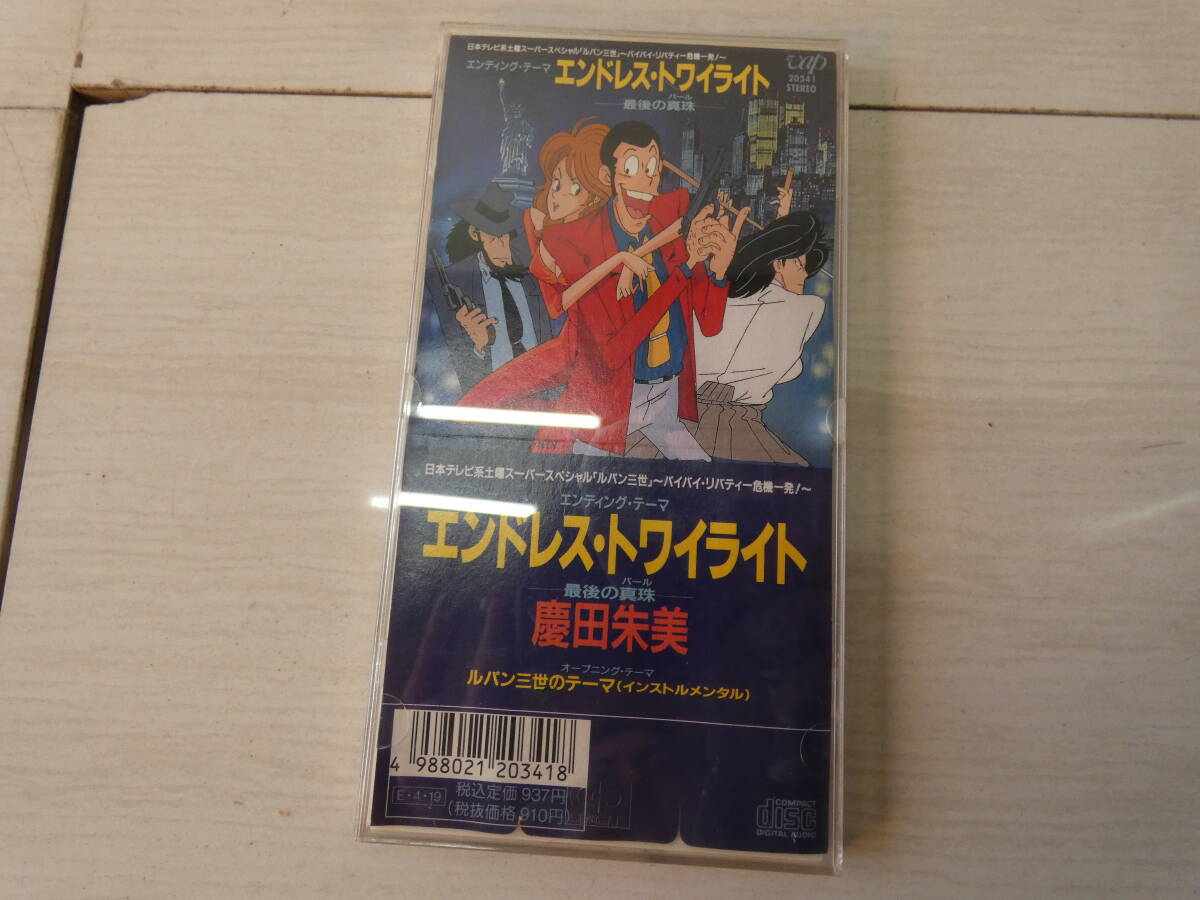 日本テレビ系土曜スーパースペシャル「ルパン三世」〜バイバイ・リバティー危機一発!〜
vap
20341
STEREO
エンディング・テーマ エンドレス・トワイライト
パール
最後の真珠
日本テレビ系土曜スーパースペシャル「ルパン三世」〜バイバイ・リバティー危機一発!〜
エンディング・テーマ
エンドレス・トワイライト
パール
最後の真珠
慶田朱美
オープニング・テーマ
ルパン三世のテーマ(インストルメンタル)
4 988021 203418
E・4・19
税込定価 937円
(税抜価格 910円)
COMPACT
disc
DIGITAL AUDIO